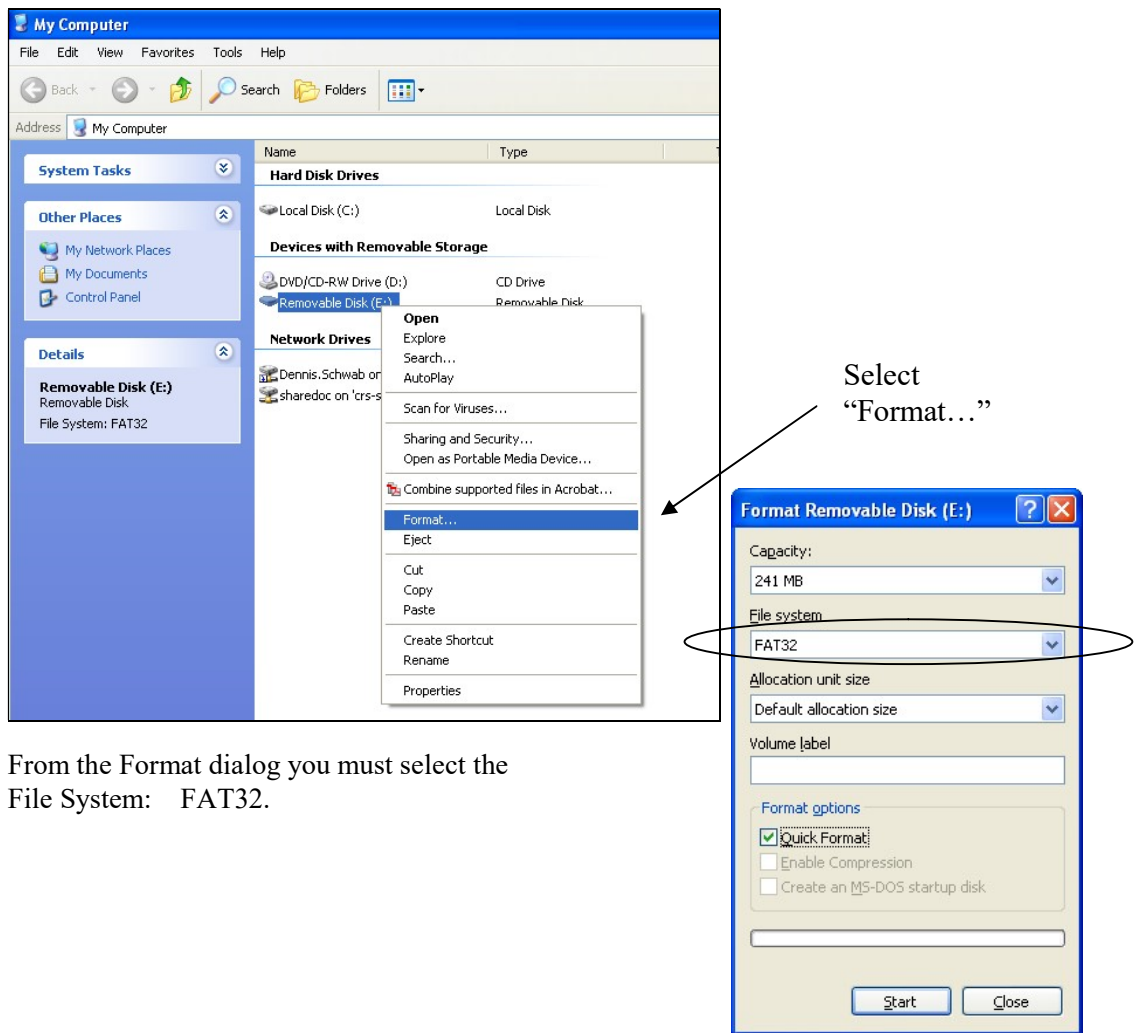 My Computer
File Edit View Favorites Tools Help
Back Search Folders
Address My Computer
System Tasks
Other Places
My Network Places
My Documents
Control Panel
Details
Removable Disk (E:)
Removable Disk
File System: FAT32
Name Type
Hard Disk Drives
Local Disk (C:) Local Disk
Devices with Removable Storage
DVD/CD-RW Drive (D:) CD Drive
Removable Disk (E:) Removable Disk
Network Drives
Dennis.Schwab on
sharedoc on 'crs-s
Open
Explore
Search...
AutoPlay
Scan for Viruses...
Sharing and Security...
Open as Portable Media Device...
Combine supported files in Acrobat...
Format...
Eject
Cut
Copy
Paste
Create Shortcut
Rename
Properties
Select
“Format…”
Format Removable Disk (E:)
Capacity:
241 MB
File system
FAT32
Allocation unit size
Default allocation size
Volume label
Format options
Quick Format
Enable Compression
Create an MS-DOS startup disk
Start Close
From the Format dialog you must select the
File System: FAT32.